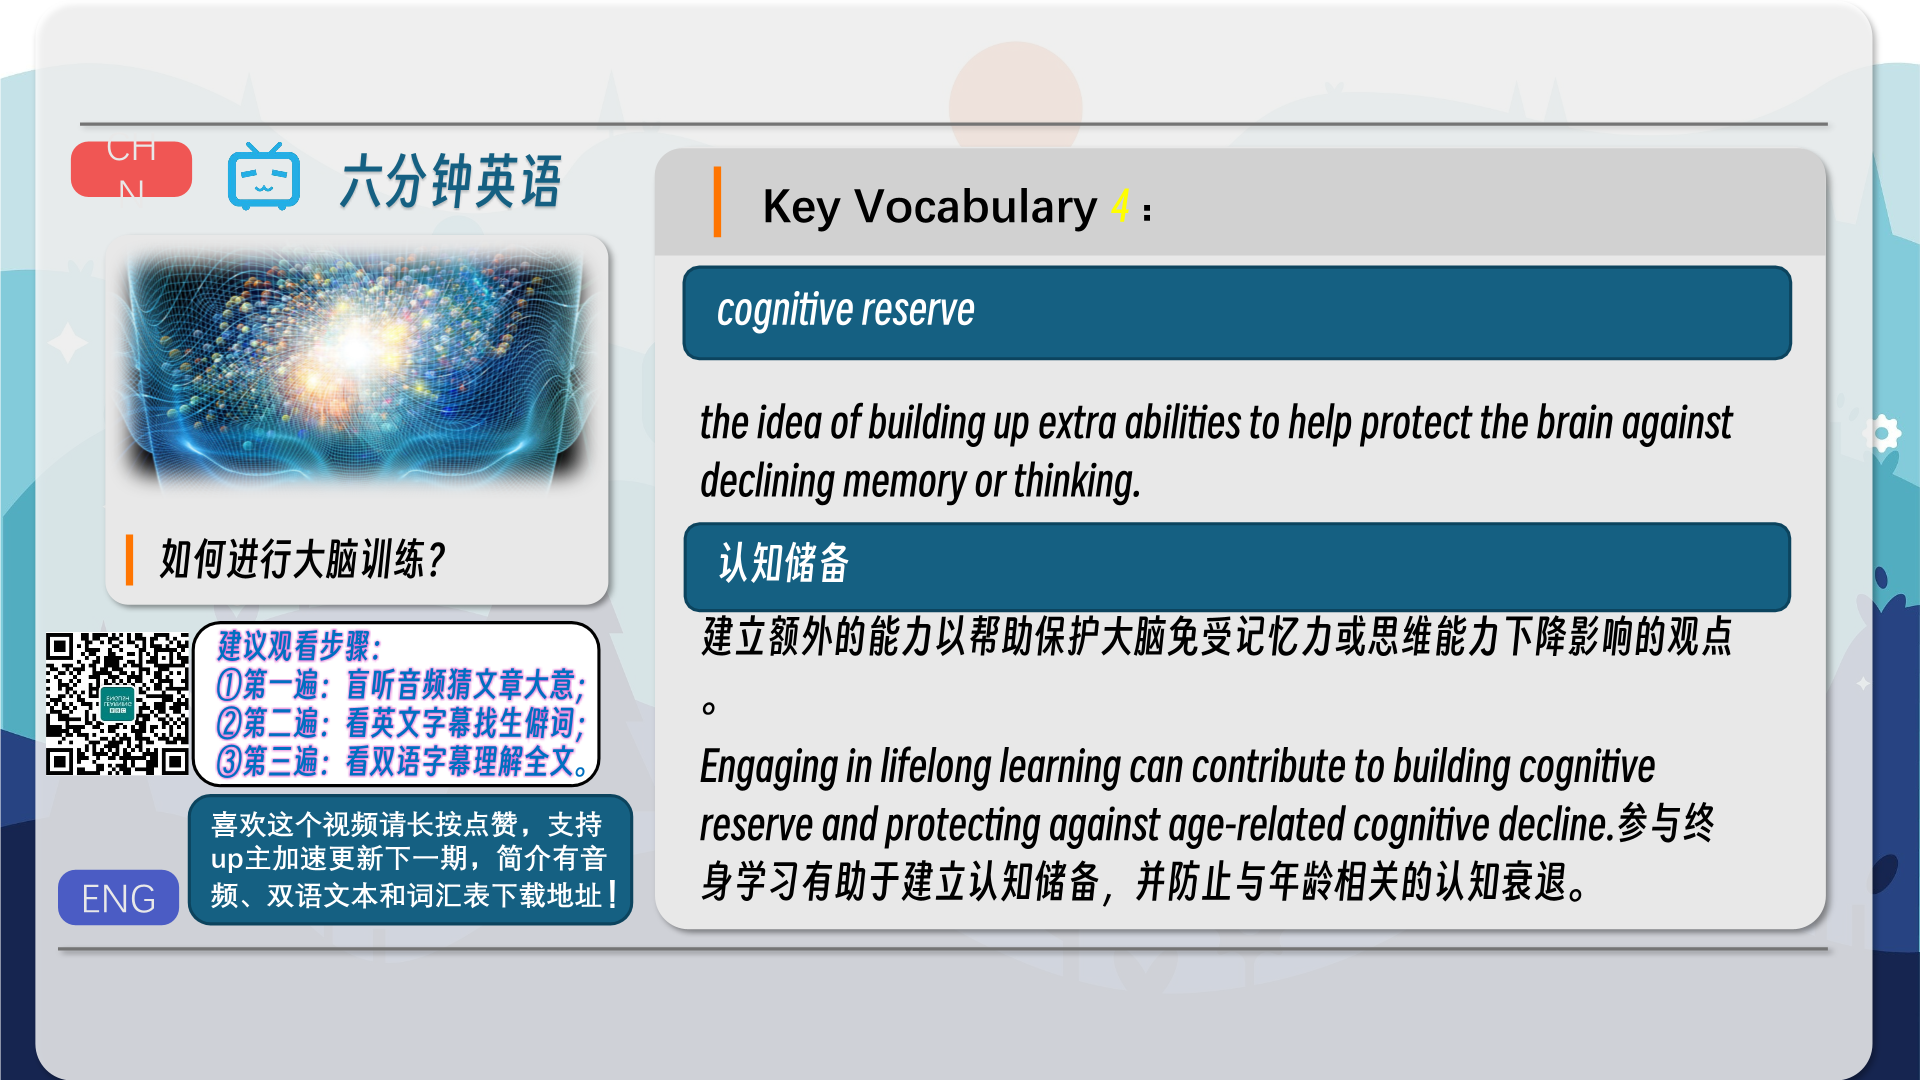 CH
N
六分钟英语
如何进行大脑训练?
建议观看步骤：
①第一遍：盲听音频猜文章大意；
②第二遍：看英文字幕找生僻词；
③第三遍：看双语字幕理解全文。
喜欢这个视频请长按点赞，支持
up主加速更新下一期，简介有音
频、双语文本和词汇表下载地址！
ENG
Key Vocabulary 4：
cognitive reserve
the idea of building up extra abilities to help protect the brain against
declining memory or thinking.
认知储备
建立额外的能力以帮助保护大脑免受记忆力或思维能力下降影响的观点
。
Engaging in lifelong learning can contribute to building cognitive
reserve and protecting against age-related cognitive decline.参与终
身学习有助于建立认知储备，并防止与年龄相关的认知衰退。